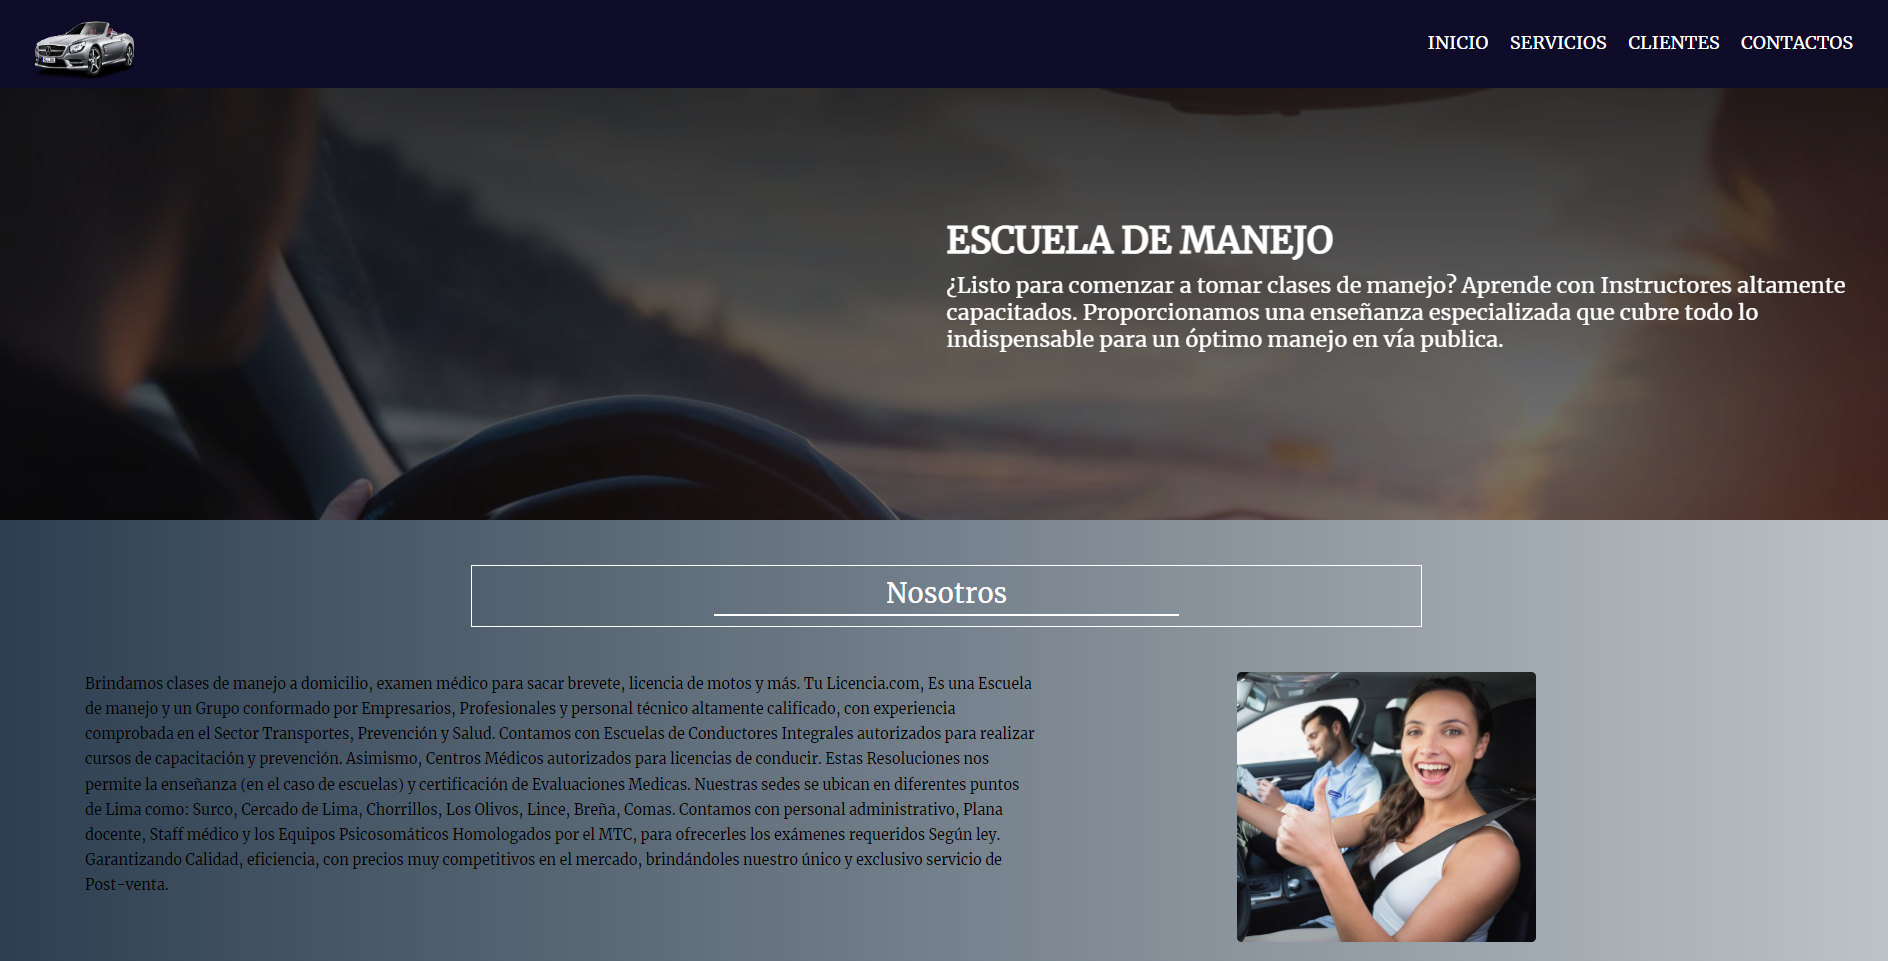 INICIO SERVICIOS CLIENTES CONTACTOS
ESCUELA DE MANEJO
¿Listo para comenzar a tomar clases de manejo? Aprende con Instructores altamente
capacitados. Proporcionamos una enseñanza especializada que cubre todo lo
indispensable para un óptimo manejo en vía publica.
Nosotros
Brindamos clases de manejo a domicilio, examen médico para sacar brevete, licencia de motos y más. Tu Licencia.com, Es una Escuela
de manejo y un Grupo conformado por Empresarios, Profesionales y personal técnico altamente calificado, con experiencia
comprobada en el Sector Transportes, Prevención y Salud. Contamos con Escuelas de Conductores Integrales autorizados para realizar
cursos de capacitación y prevención. Asimismo, Centros Médicos autorizados para licencias de conducir. Estas Resoluciones nos
permite la enseñanza (en el caso de escuelas) y certificación de Evaluaciones Medicas. Nuestras sedes se ubican en diferentes puntos
de Lima como: Surco, Cercado de Lima, Chorrillos, Los Olivos, Lince, Breña, Comas. Contamos con personal administrativo, Plana
docente, Staff médico y los Equipos Psicosomáticos Homologados por el MTC, para ofrecerles los exámenes requeridos Según ley.
Garantizando Calidad, eficiencia, con precios muy competitivos en el mercado, brindándoles nuestro único y exclusivo servicio de
Post-venta.